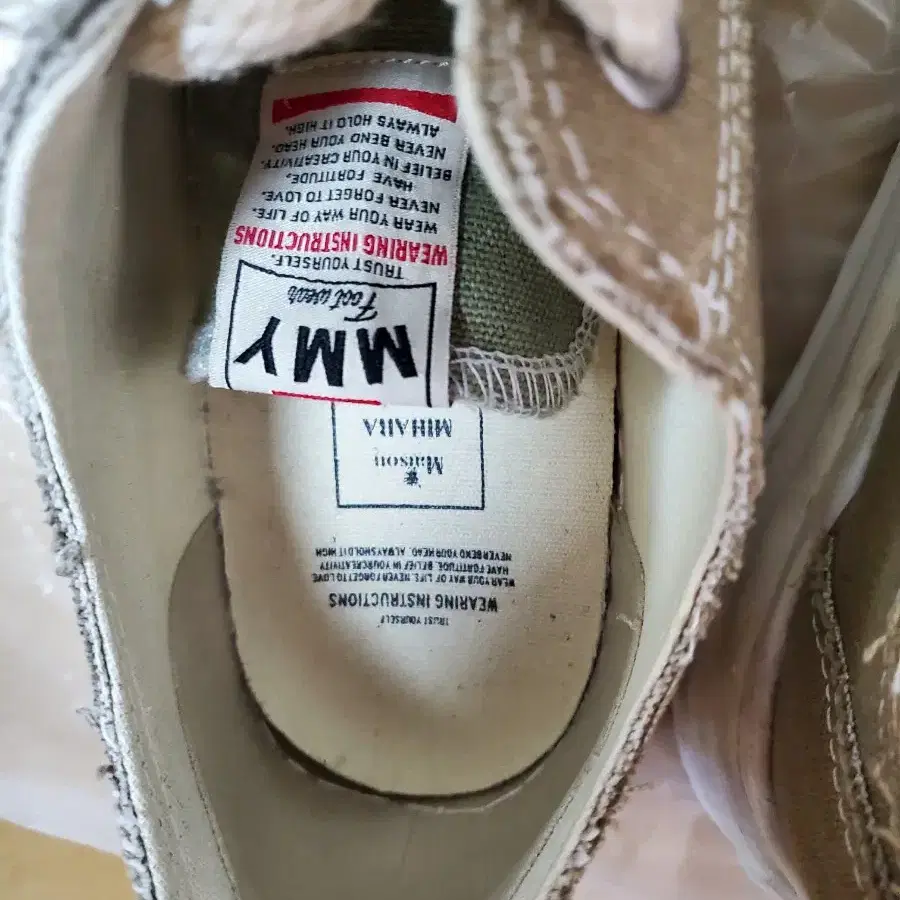 TRUST YOURSELF
WEARING INSTRUCTIONS
WEAR YOUR WAY OF LIFE. NEVER FORGET TO LOVE
HAVE FORTITUDE. BELIEF IN YOUR CREATIVITY
NEVER BEND YOUR HEAD. ALWAYS HOLD IT HIGH
Maison
MIHARA
MMY
Foot wear
TRUST YOURSELF.
WEARING INSTRUCTIONS
WEAR YOUR WAY OF LIFE.
NEVER FORGET TO LOVE.
HAVE FORTITUDE.
BELIEF IN YOUR CREATIVITY.
NEVER BEND YOUR HEAD.
ALWAYS HOLD IT HIGH.